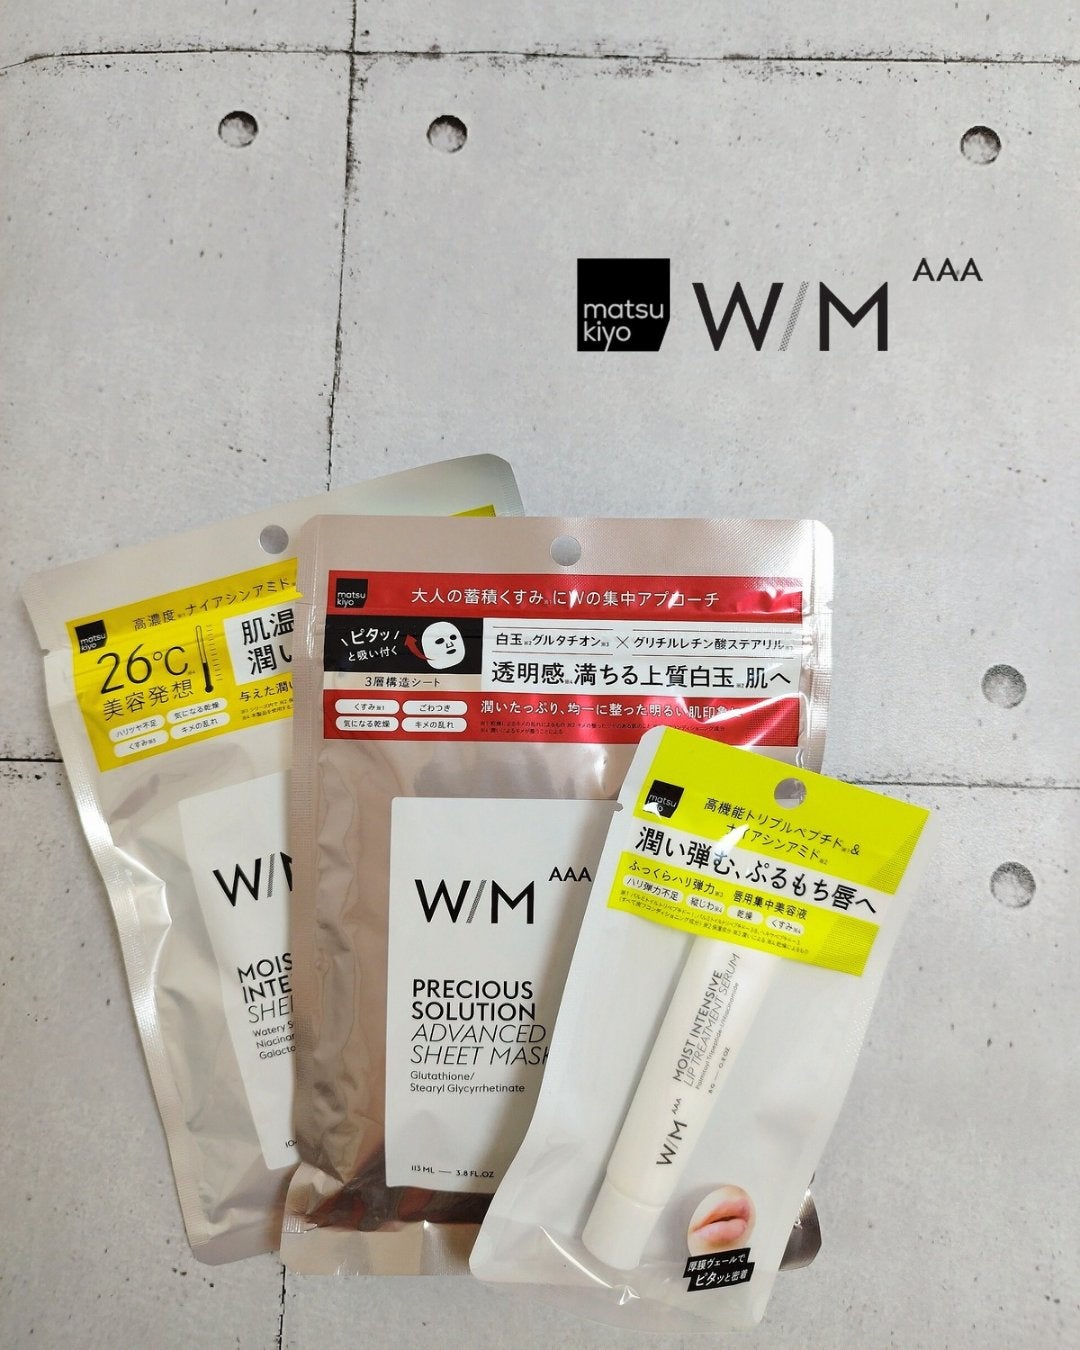 matsu
kiyo
W/M AAA
matsu
kiyo
高濃度 ナイアシンアミド
26℃
美容発想
肌温
潤い
与えた潤い
ハリツヤ不足
気になる乾燥
くすみ
キメの乱れ
W/M
MOIS
INTE
SHE
Watery S
Niacinar
Galacto
matsu
kiyo
大人の蓄積くすみ にWの集中アプローチ
ピタッ
と吸い付く
3層構造シート
白玉 グルタチオン × グリチルレチン酸ステアリル
透明感 満ちる上質白玉 肌へ
くすみ
ごわつき
気になる乾燥
キメの乱れ
潤いたっぷり、均一に整った明るい肌印象
W/M AAA
PRECIOUS
SOLUTION
ADVANCED
SHEET MASK
Glutathione/
Stearyl Glycyrrhetinate
113 ML — 3.8 FL.OZ
matsu
kiyo
高機能トリプルペプチド &
ナイアシンアミド
潤い弾む、ぷるもち唇へ
ふっくらハリ弾力 唇用集中美容液
ハリ弾力不足
縦じわ
乾燥
くすみ
W/M AAA
MOIST INTENSIVE
LIP TREATMENT SERUM
Palmitoyl Tripeptide-1/Niacinamide
厚膜ヴェールで
ピタッと密着